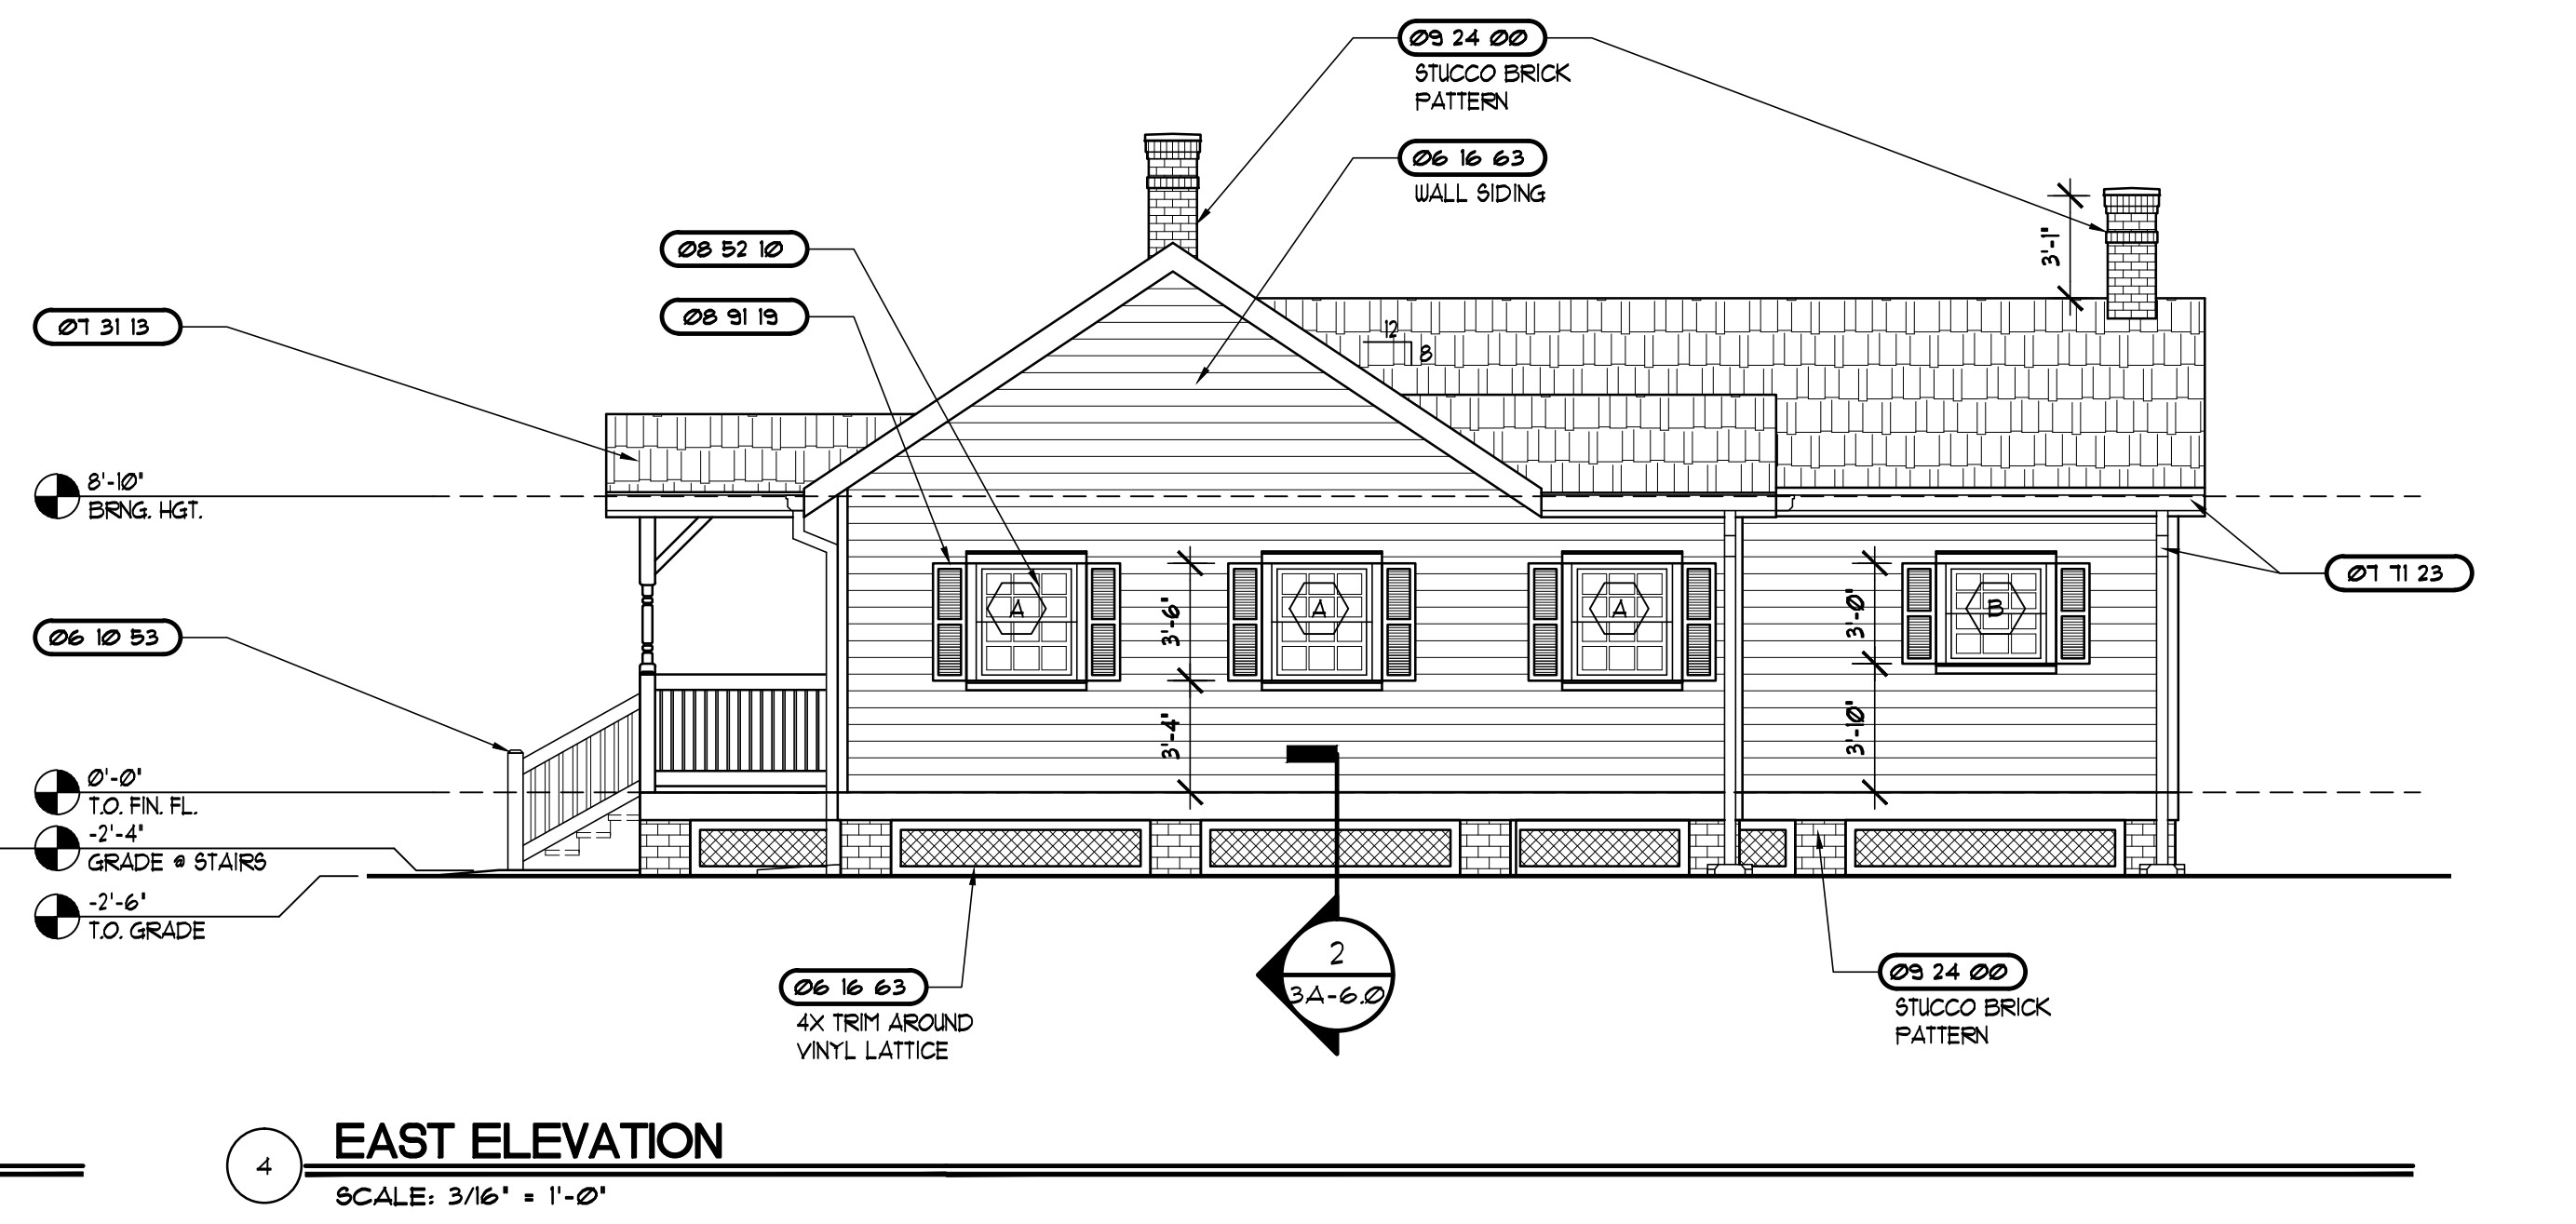 09 24 00
STUCCO BRICK
PATTERN
06 16 63
WALL SIDING
08 52 10
3'-1"
08 91 19
07 31 13
12
8
8'-10"
BRNG. HGT.
07 71 23
A
A
A
B
3'-6"
3'-0"
06 10 53
3'-4"
3'-10"
0'-0"
T.O. FIN. FL.
-2'-4"
GRADE @ STAIRS
-2'-6"
T.O. GRADE
2
3A-6.0
09 24 00
STUCCO BRICK
PATTERN
06 16 63
4X TRIM AROUND
VINYL LATTICE
4
EAST ELEVATION
SCALE: 3/16" = 1'-0"